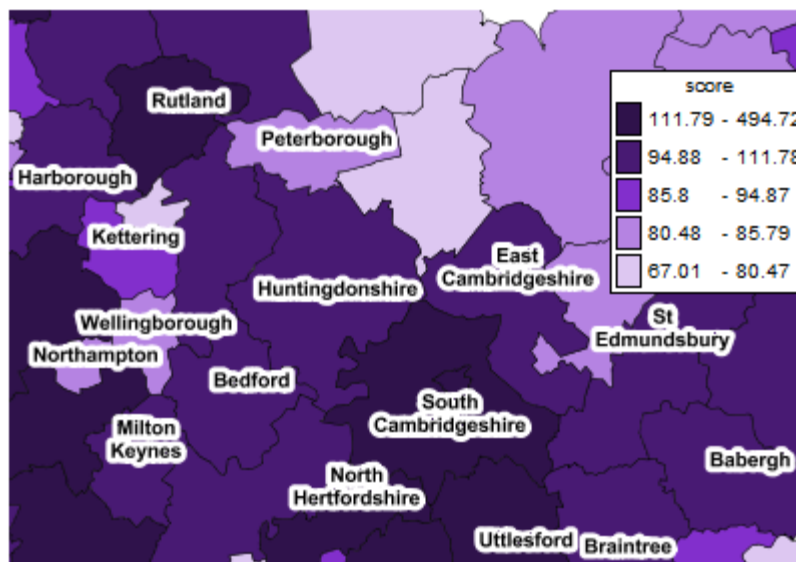 score
111.79 - 494.72
94.88 - 111.78
85.8 - 94.87
80.48 - 85.79
67.01 - 80.47
Rutland
Peterborough
Harborough
Kettering
East
Cambridgeshire
Huntingdonshire
Wellingborough
St
Edmundsbury
Northampton
Bedford
South
Cambridgeshire
Milton
Keynes
Babergh
North
Hertfordshire
Uttlesford
Braintree